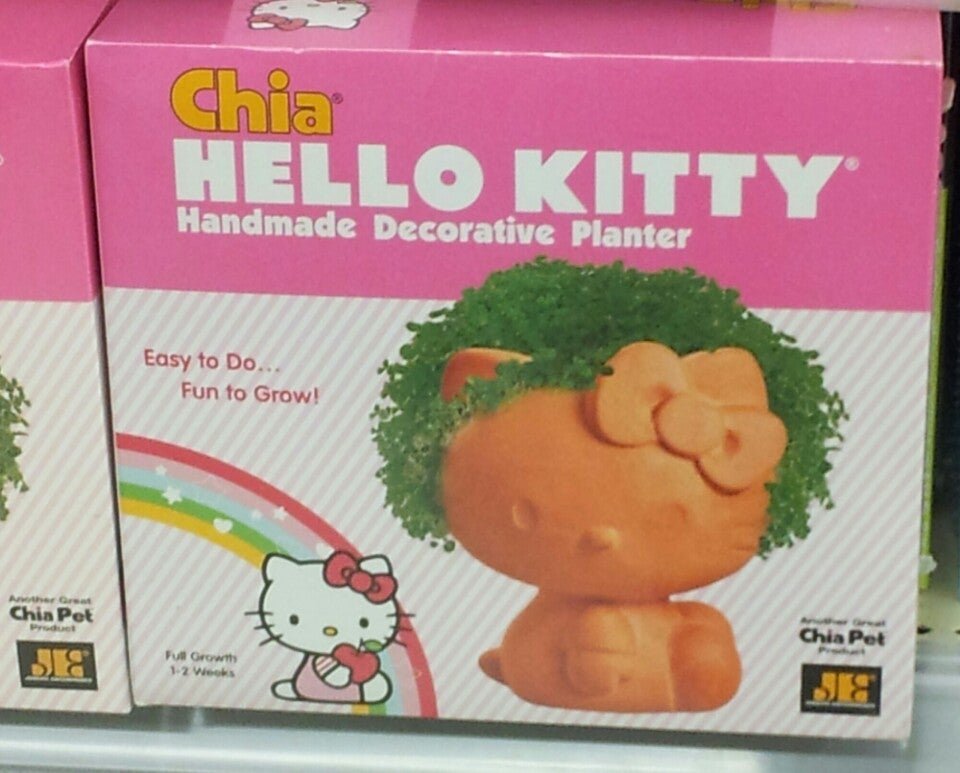 Chia®
HELLO KITTY®
Handmade Decorative Planter
Easy to Do...
Fun to Grow!
Full Growth
1-2 Weeks
Another Great
Chia Pet
Product
Another Great
Chia Pet
Product